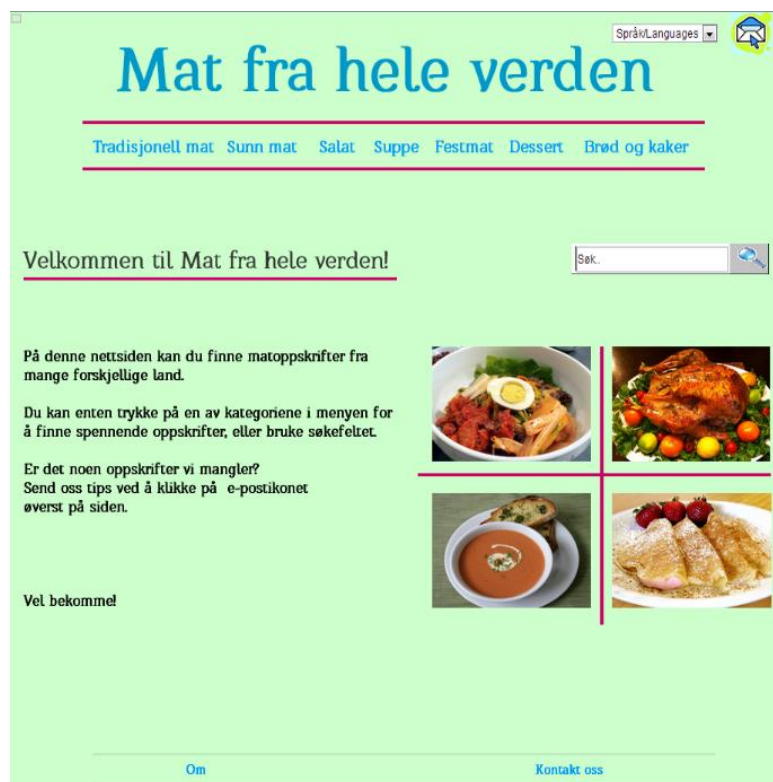 Språk/Languages
Mat fra hele verden
Tradisjonell mat Sunn mat Salat Suppe Festmat Dessert Brød og kaker
Velkommen til Mat fra hele verden!
Søk..
På denne nettsiden kan du finne matoppskrifter fra
mange forskjellige land.
Du kan enten trykke på en av kategoriene i menyen for
å finne spennende oppskrifter, eller bruke søkefeltet.
Er det noen oppskrifter vi mangler?
Send oss tips ved å klikke på e-postikonet
øverst på siden.
Vel bekomme!
Om
Kontakt oss